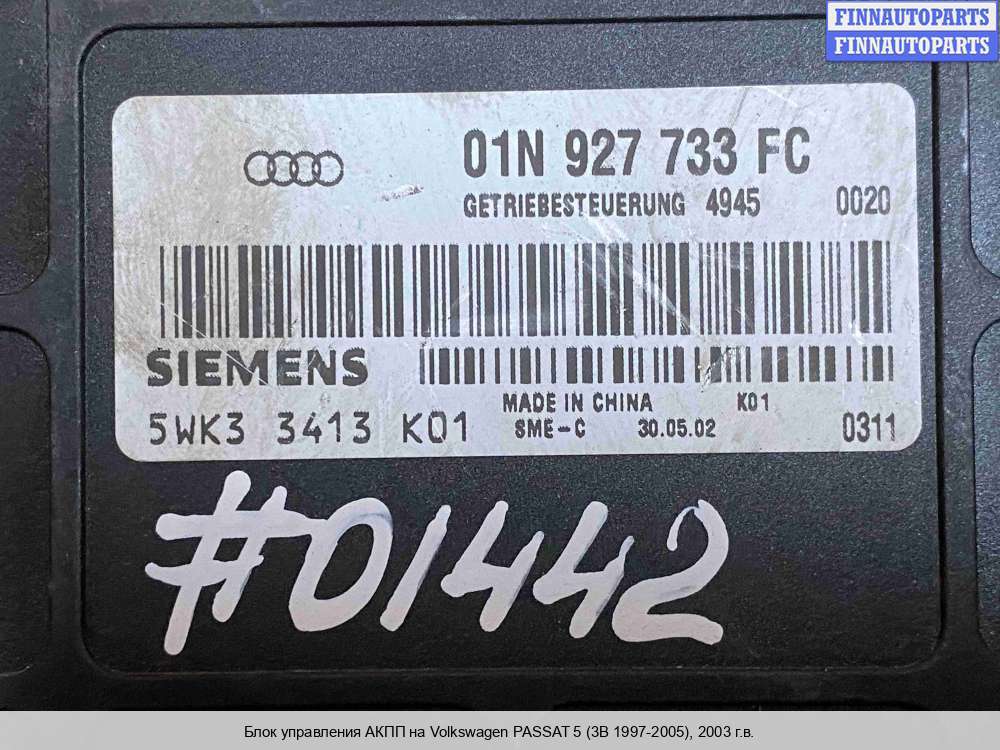 FINNAUTOPARTS
FINNAUTOPARTS
01N 927 733 FC
GETRIEBESTEUERUNG 4945 0020
SIEMENS
MADE IN CHINA K01
5WK3 3413 K01 SME-C 30.05.02 0311
#01442
Блок управления АКПП на Volkswagen PASSAT 5 (3B 1997-2005), 2003 г.в.